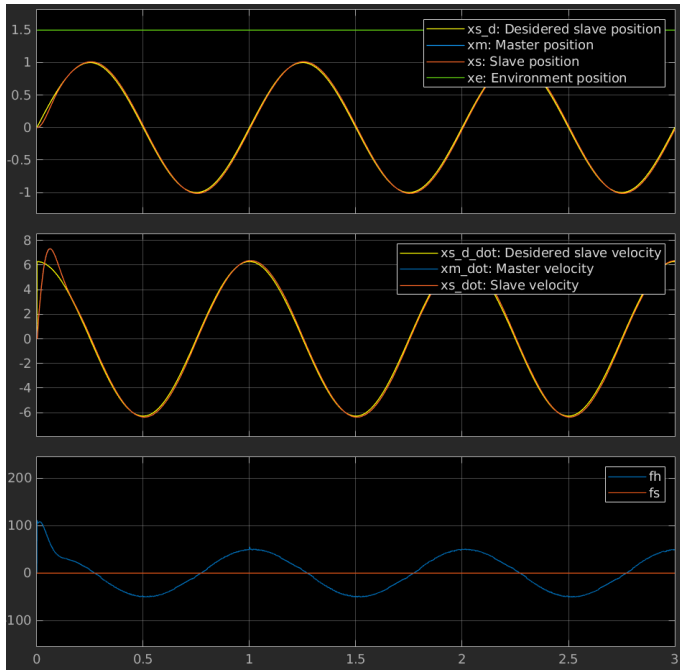 1.5
1
0.5
0
-0.5
-1
xs_d: Desidered slave position
xm: Master position
xs: Slave position
xe: Environment position
8
6
4
2
0
-2
-4
-6
xs_d_dot: Desidered slave velocity
xm_dot: Master velocity
xs_dot: Slave velocity
200
100
0
100
fh
fs
0 0.5 1 1.5 2 2.5 3